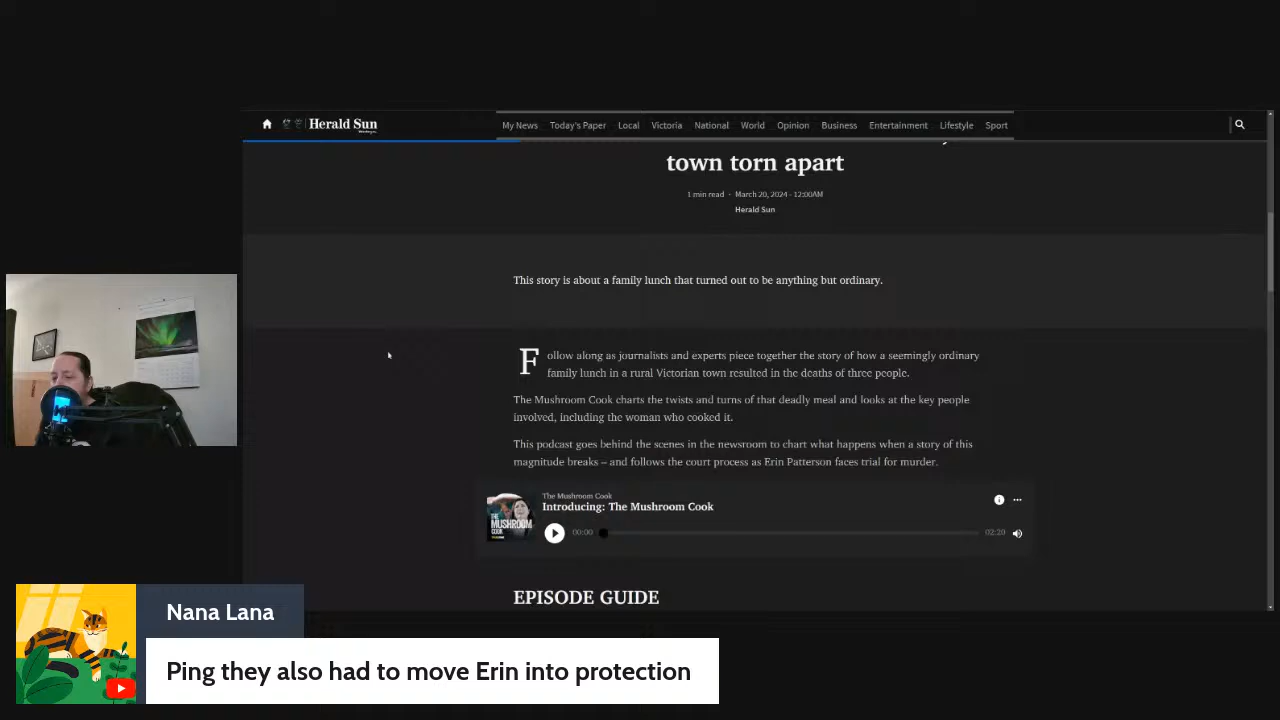 Herald Sun
My News Today's Paper Local Victoria National World Opinion Business Entertainment Lifestyle Sport
town torn apart
1 min read - March 20, 2024 - 12:00AM
Herald Sun
This story is about a family lunch that turned out to be anything but ordinary.
Follow along as journalists and experts piece together the story of how a seemingly ordinary
family lunch in a rural Victorian town resulted in the deaths of three people.
The Mushroom Cook charts the twists and turns of that deadly meal and looks at the key people
involved, including the woman who cooked it.
This podcast goes behind the scenes in the newsroom to chart what happens when a story of this
magnitude breaks – and follows the court process as Erin Patterson faces trial for murder.
The Mushroom Cook
Introducing: The Mushroom Cook
THE
MUSHROOM
COOK
00:00 02:20
EPISODE GUIDE
Nana Lana
Ping they also had to move Erin into protection